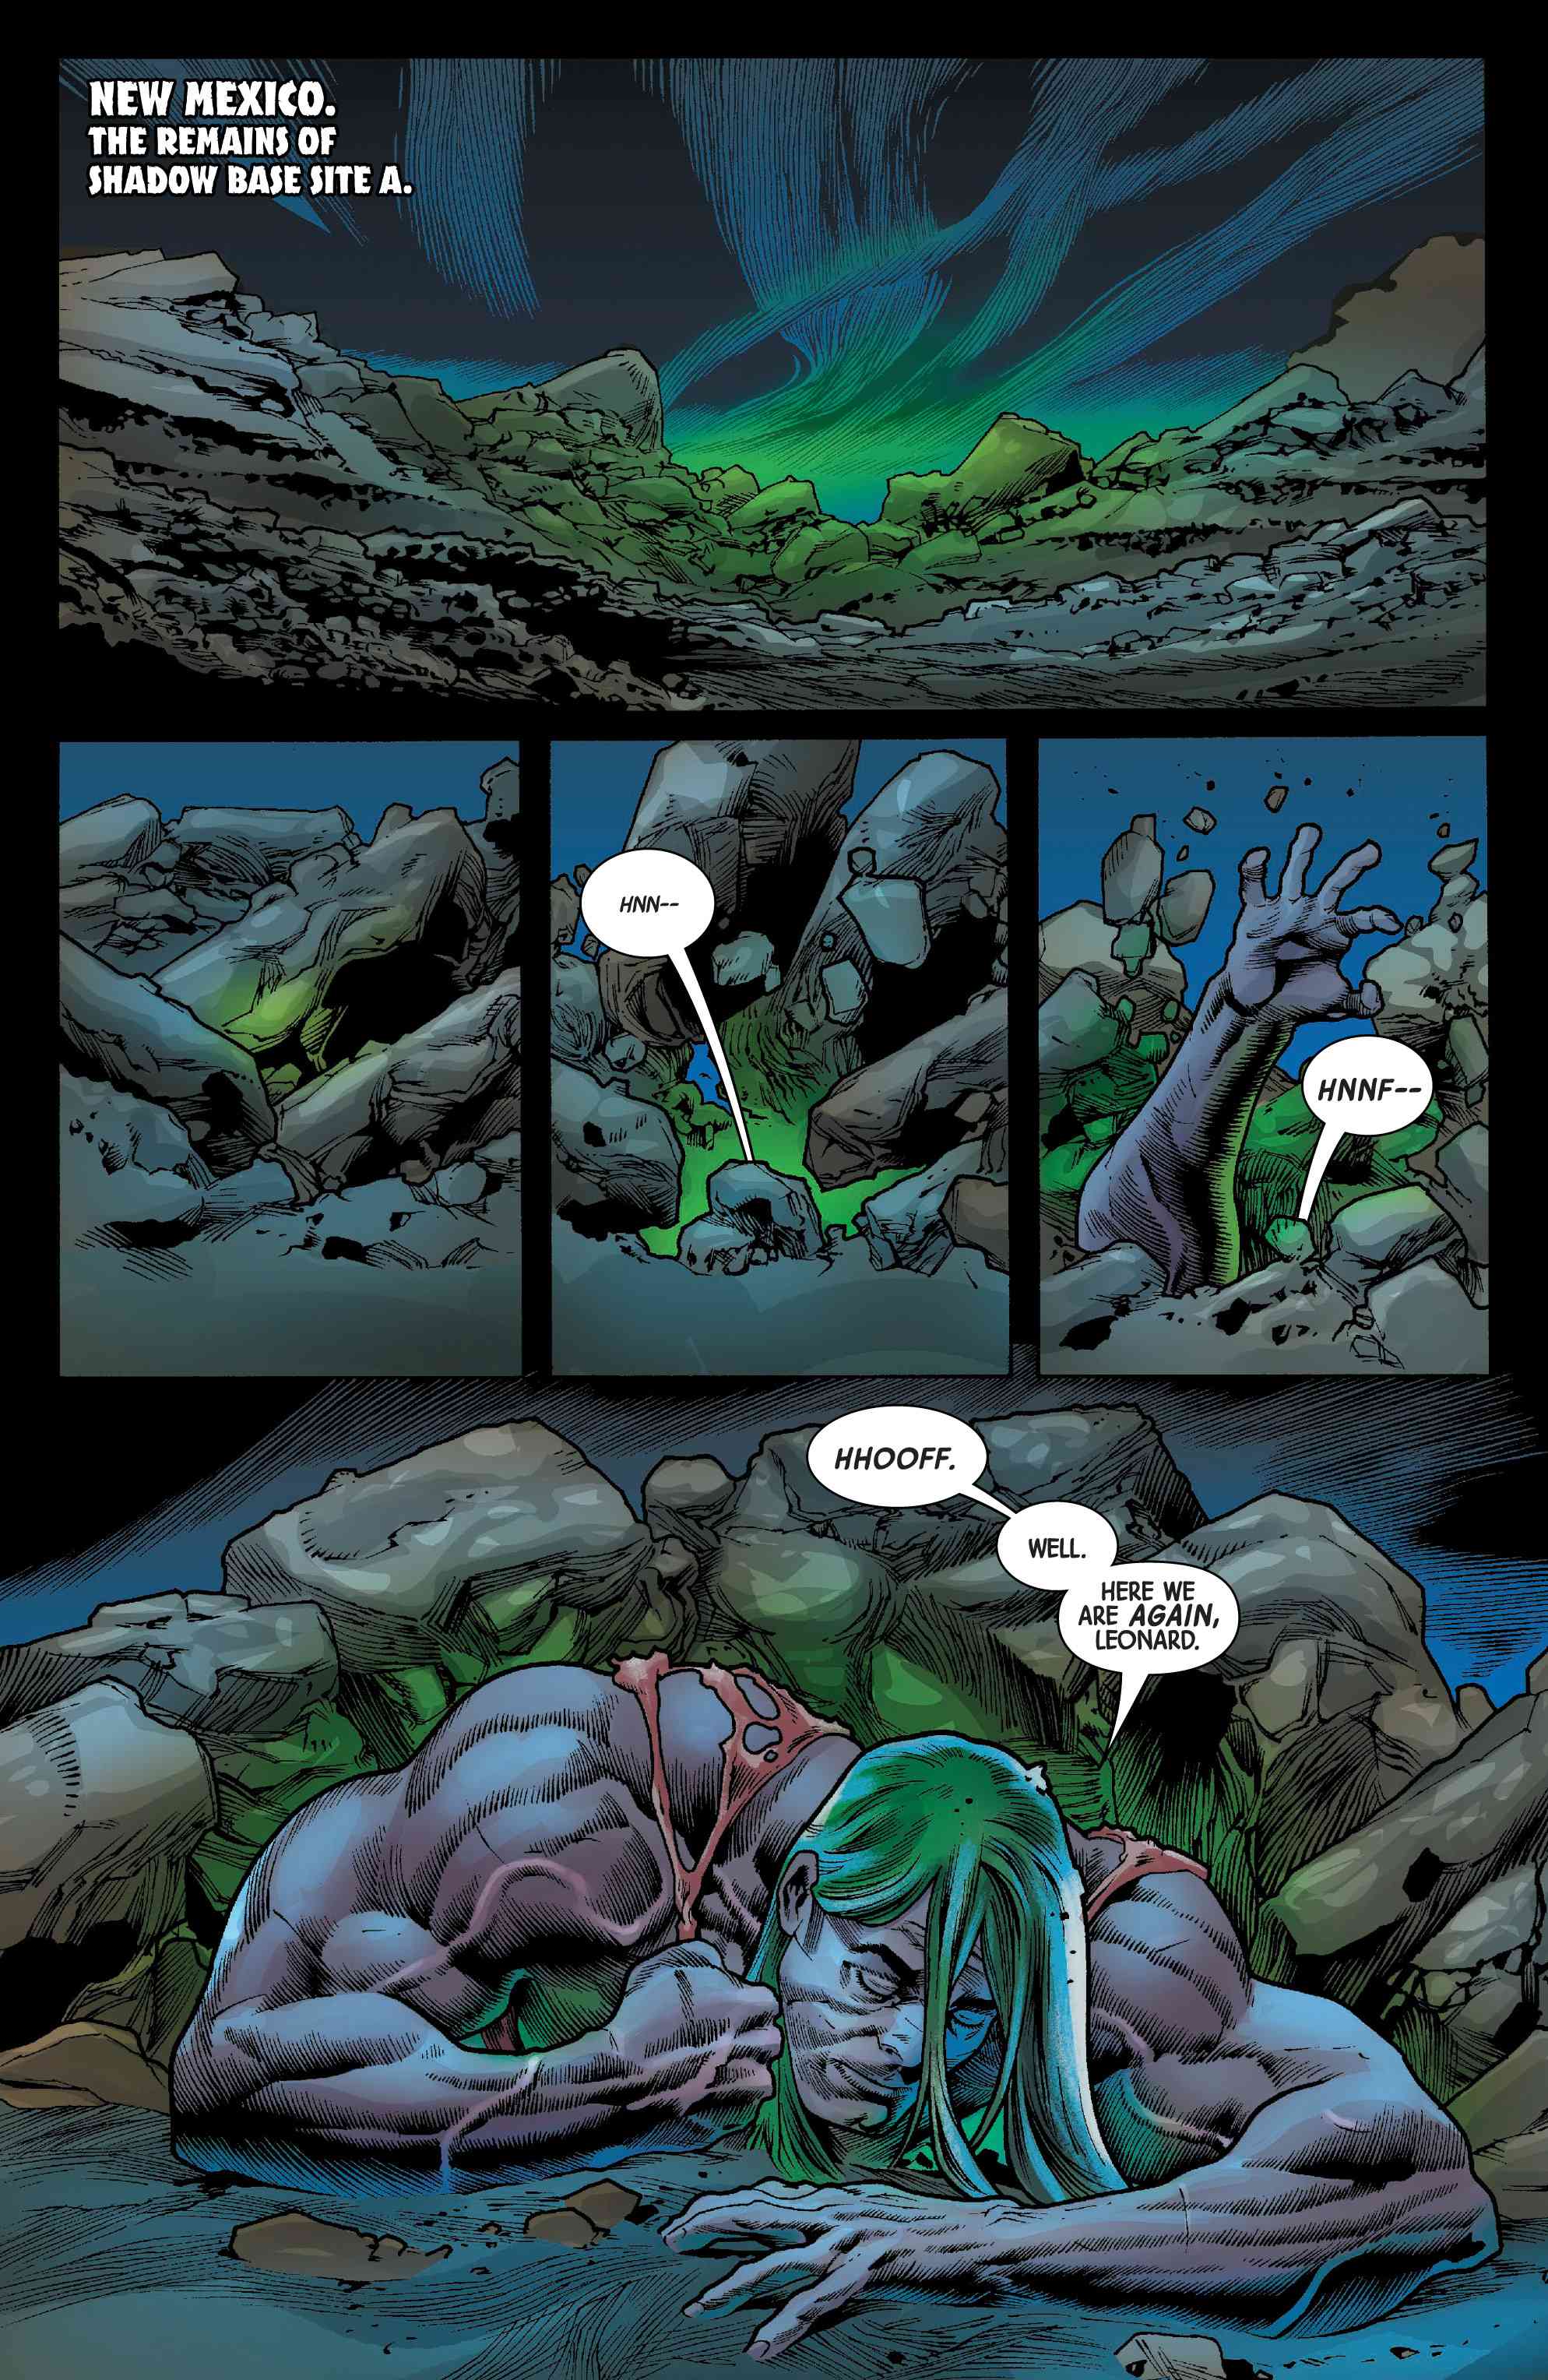 NEW MEXICO.
THE REMAINS OF
SHADOW BASE SITE A.
HNN--
HNNF--
HHOOFF.
WELL.
HERE WE
ARE AGAIN,
LEONARD.